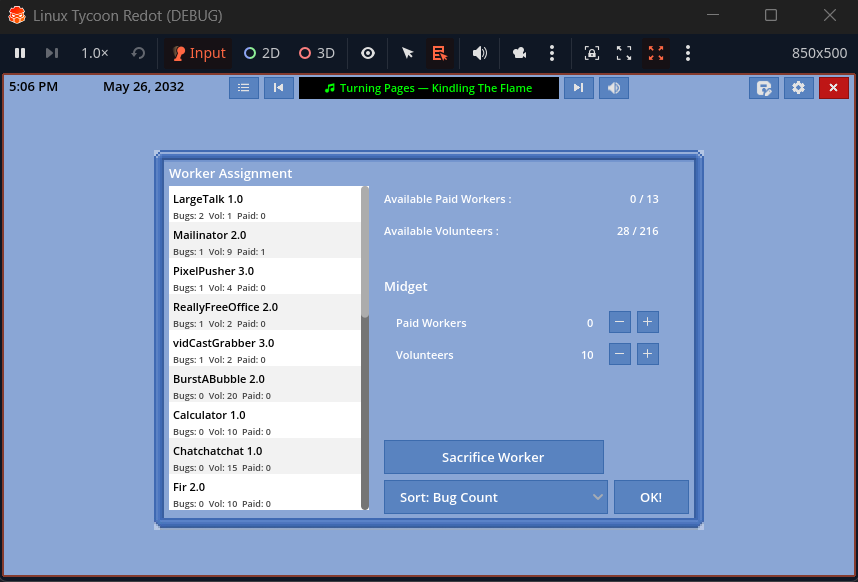 Linux Tycoon Redot (DEBUG)
1.0× Input 2D 3D 850x500
5:06 PM May 26, 2032 Turning Pages — Kindling The Flame
Worker Assignment
LargeTalk 1.0
Bugs: 2 Vol: 1 Paid: 0
Mailinator 2.0
Bugs: 1 Vol: 9 Paid: 1
PixelPusher 3.0
Bugs: 1 Vol: 4 Paid: 0
ReallyFreeOffice 2.0
Bugs: 1 Vol: 2 Paid: 0
vidCastGrabber 3.0
Bugs: 1 Vol: 2 Paid: 0
BurstABubble 2.0
Bugs: 0 Vol: 20 Paid: 0
Calculator 1.0
Bugs: 0 Vol: 10 Paid: 0
Chatchatchat 1.0
Bugs: 0 Vol: 15 Paid: 0
Fir 2.0
Bugs: 0 Vol: 10 Paid: 0
Available Paid Workers : 0 / 13
Available Volunteers : 28 / 216
Midget
Paid Workers 0 − +
Volunteers 10 − +
Sacrifice Worker
Sort: Bug Count OK!